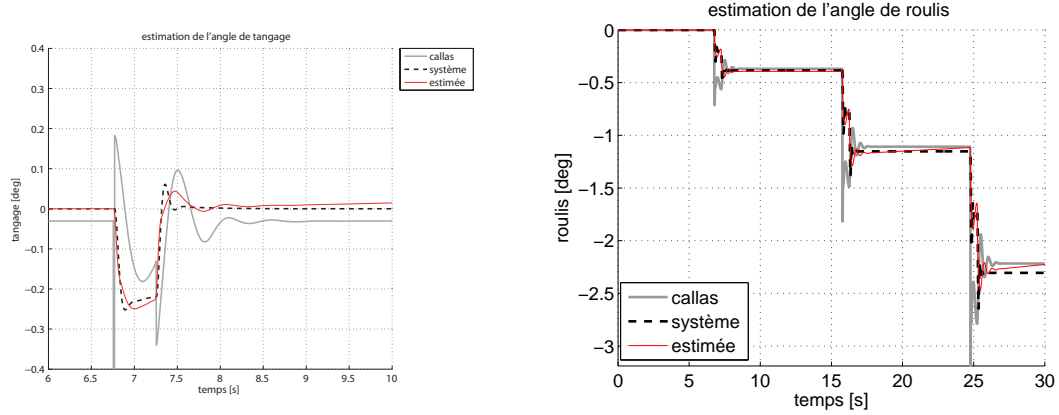 estimation de l'angle de tangage
0.4
0.3
0.2
0.1
0
−0.1
−0.2
−0.3
−0.4
tangage [deg]
6
6.5
7
7.5
8
8.5
9
9.5
10
temps [s]
callas
système
estimée
estimation de l'angle de roulis
0
−0.5
−1
−1.5
−2
−2.5
−3
roulis [deg]
callas
système
estimée
0
5
10
15
20
25
30
temps [s]